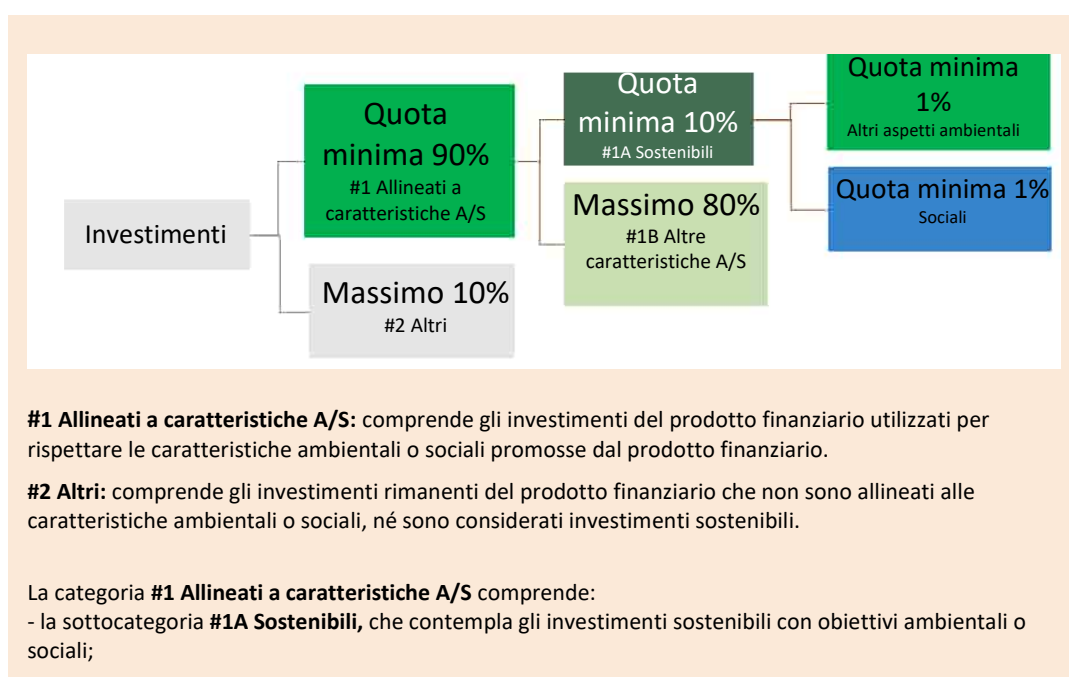 Investimenti
Quota
minima 90%
#1 Allineati a
caratteristiche A/S
Massimo 10%
#2 Altri
Quota
minima 10%
#1A Sostenibili
Massimo 80%
#1B Altre
caratteristiche A/S
Quota minima
1%
Altri aspetti ambientali
Quota minima 1%
Sociali
#1 Allineati a caratteristiche A/S: comprende gli investimenti del prodotto finanziario utilizzati per
rispettare le caratteristiche ambientali o sociali promosse dal prodotto finanziario.
#2 Altri: comprende gli investimenti rimanenti del prodotto finanziario che non sono allineati alle
caratteristiche ambientali o sociali, né sono considerati investimenti sostenibili.
La categoria #1 Allineati a caratteristiche A/S comprende:
- la sottocategoria #1A Sostenibili, che contempla gli investimenti sostenibili con obiettivi ambientali o
sociali;